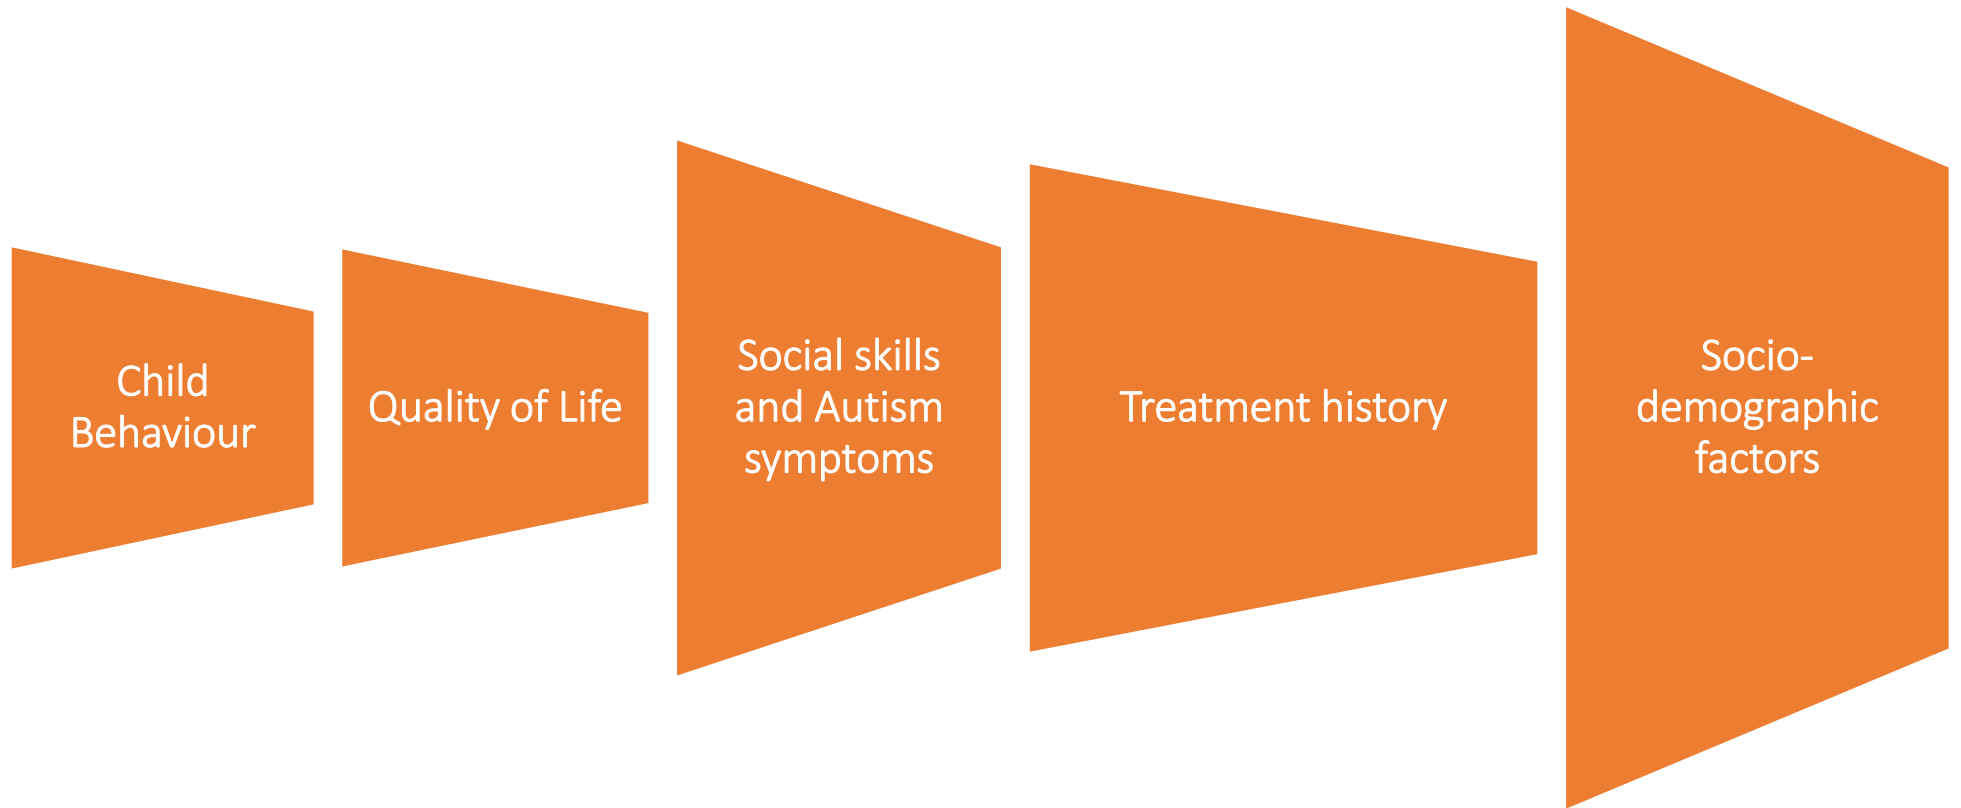 Child
Behaviour
Quality of Life
Social skills
and Autism
symptoms
Treatment history
Socio-
demographic
factors